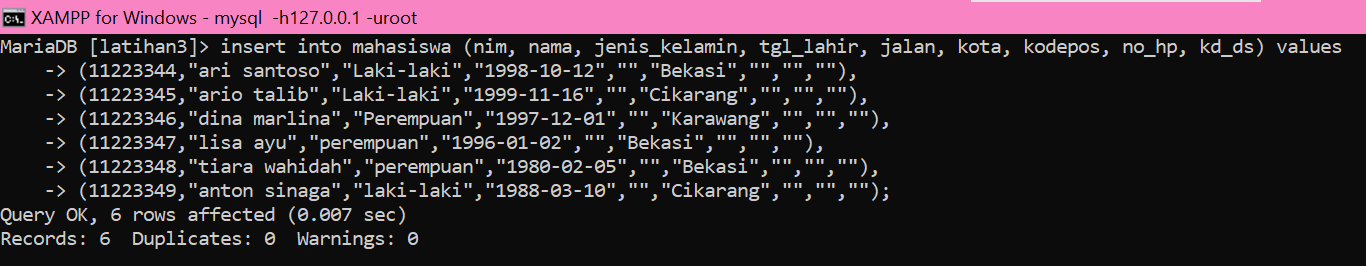 XAMPP for Windows - mysql -h127.0.0.1 -uroot
MariaDB [latihan3]> insert into mahasiswa (nim, nama, jenis_kelamin, tgl_lahir, jalan, kota, kodepos, no_hp, kd_ds) values
    -> (11223344,"ari santoso","Laki-laki","1998-10-12","","Bekasi","","",""),
    -> (11223345,"ario talib","Laki-laki","1999-11-16","","Cikarang","","",""),
    -> (11223346,"dina marlina","Perempuan","1997-12-01","","Karawang","","",""),
    -> (11223347,"lisa ayu","perempuan","1996-01-02","","Bekasi","","",""),
    -> (11223348,"tiara wahidah","perempuan","1980-02-05","","Bekasi","","",""),
    -> (11223349,"anton sinaga","laki-laki","1988-03-10","","Cikarang","","","");
Query OK, 6 rows affected (0.007 sec)
Records: 6  Duplicates: 0  Warnings: 0